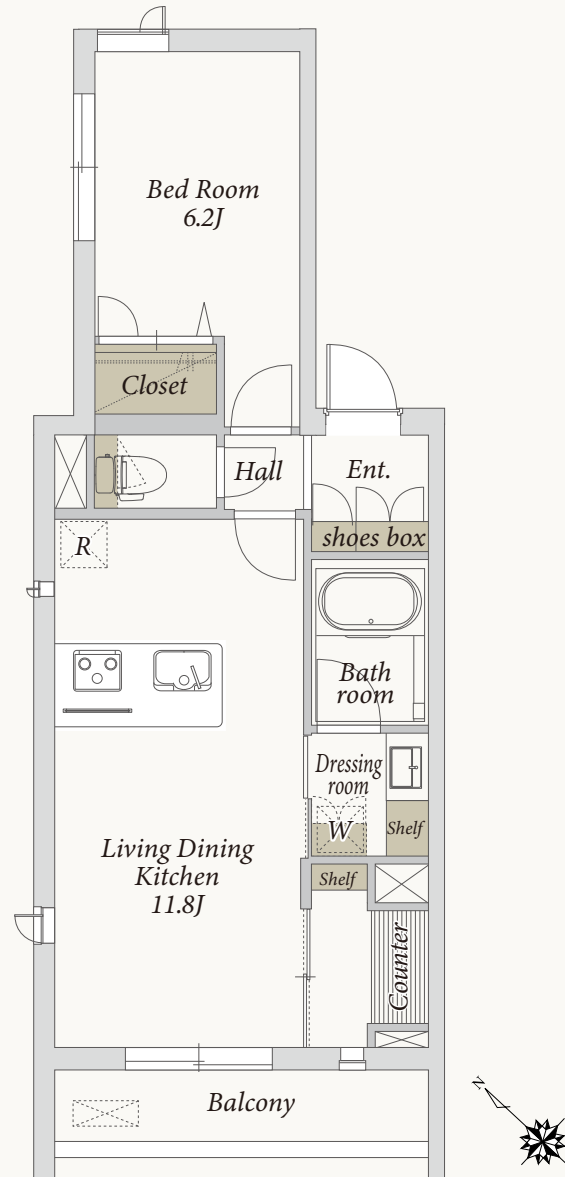 Bed Room
6.2J
Closet
Hall
Ent.
shoes box
R
Bath
room
Dressing
room
W
Shelf
Living Dining
Kitchen
11.8J
Shelf
Counter
Balcony
N